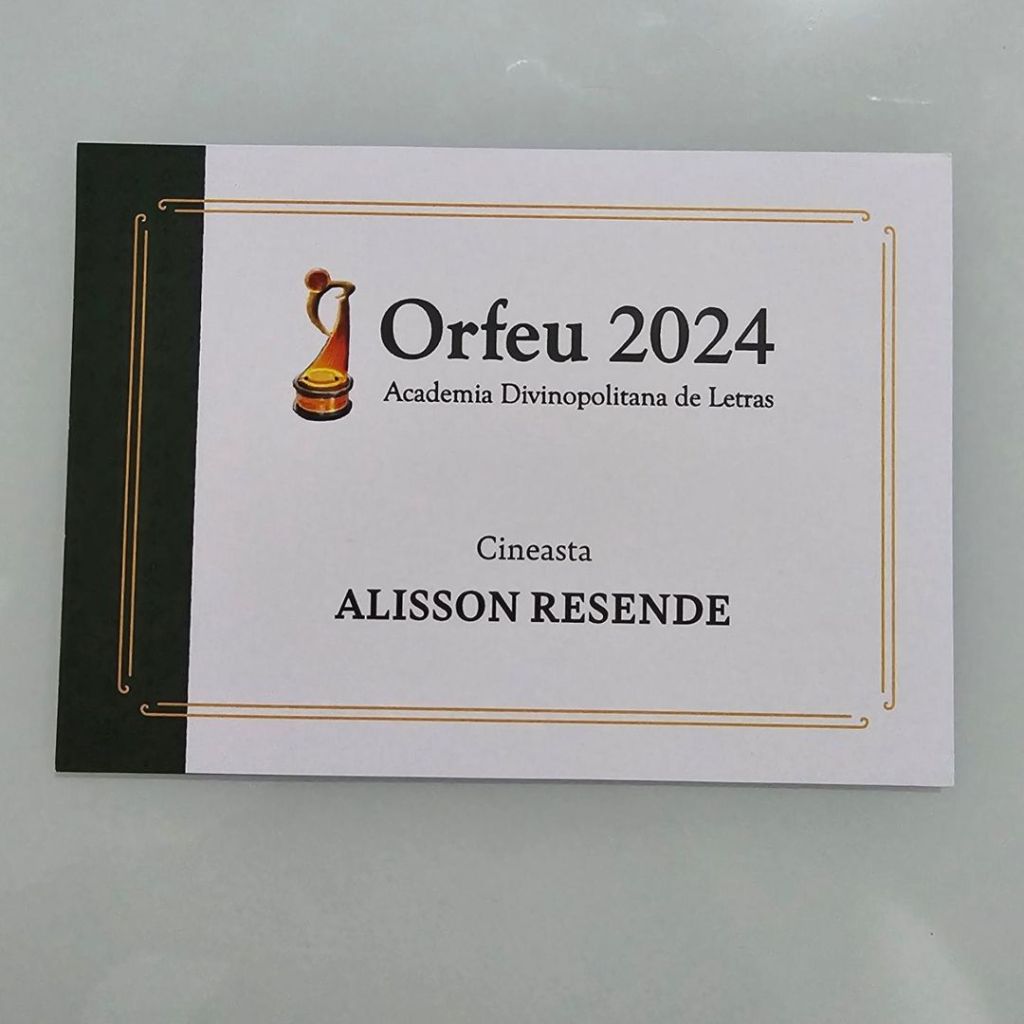 Orfeu 2024
Academia Divinopolitana de Letras
Cineasta
ALISSON RESENDE